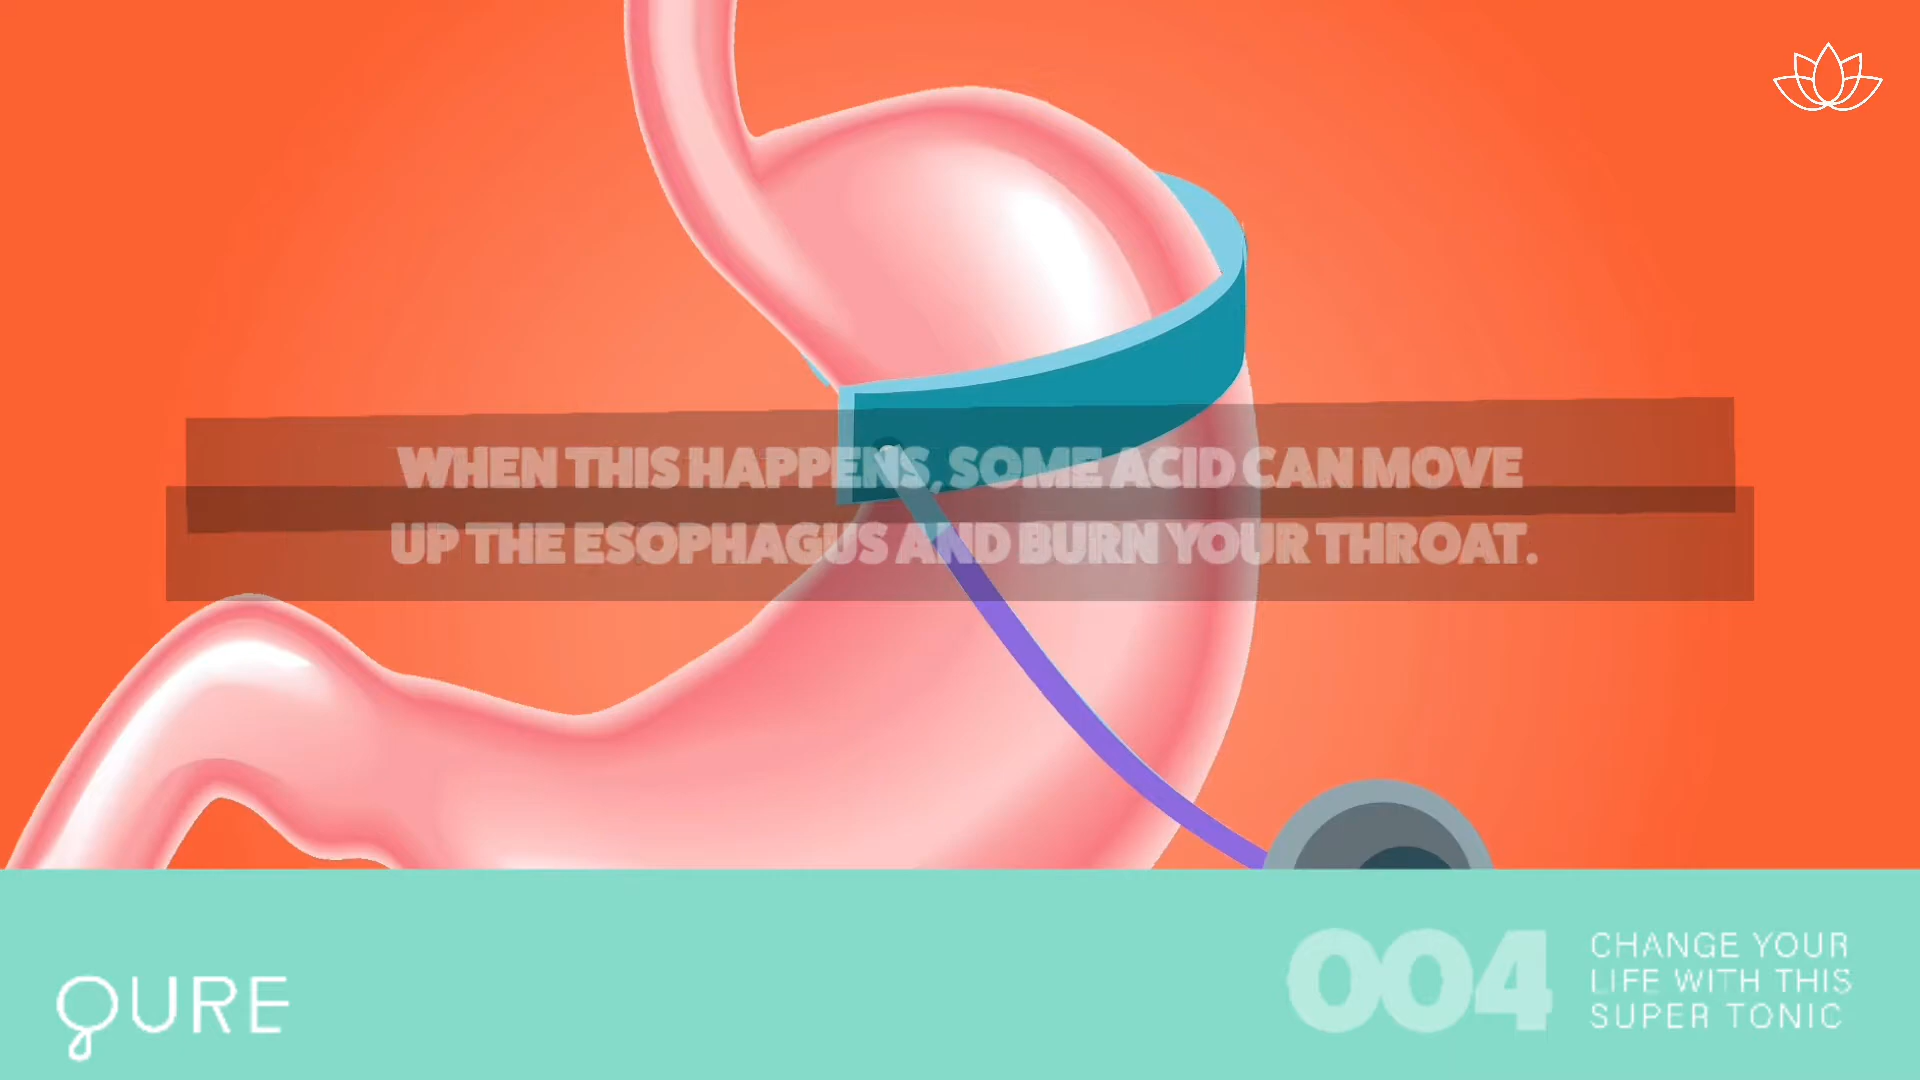 WHEN THIS HAPPENS, SOME ACID CAN MOVE
UP THE ESOPHAGUS AND BURN YOUR THROAT.
QURE
004
CHANGE YOUR
LIFE WITH THIS
SUPER TONIC